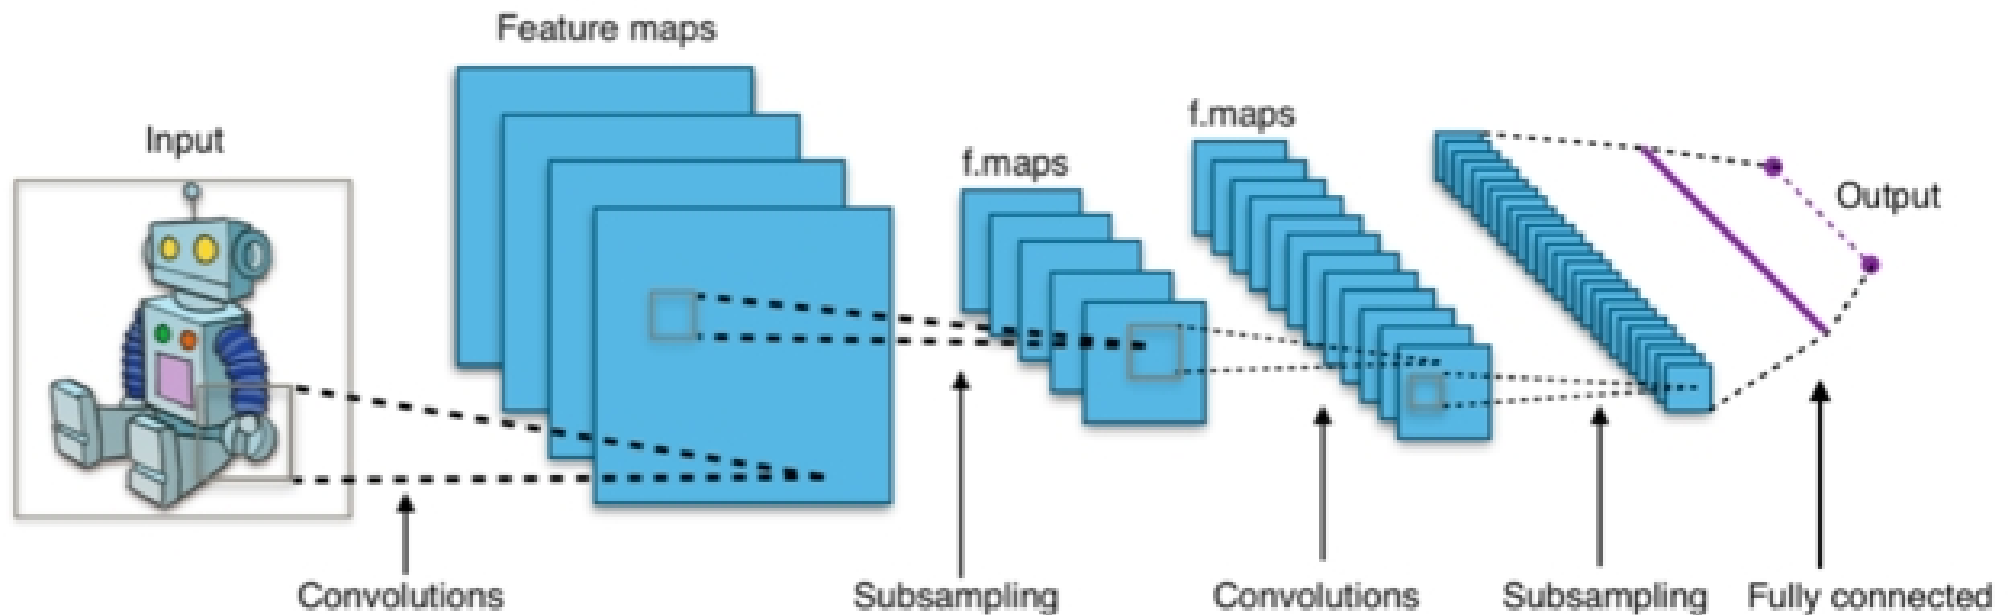 Feature maps
Input
f.maps
f.maps
Output
Convolutions
Subsampling
Convolutions
Subsampling
Fully connected